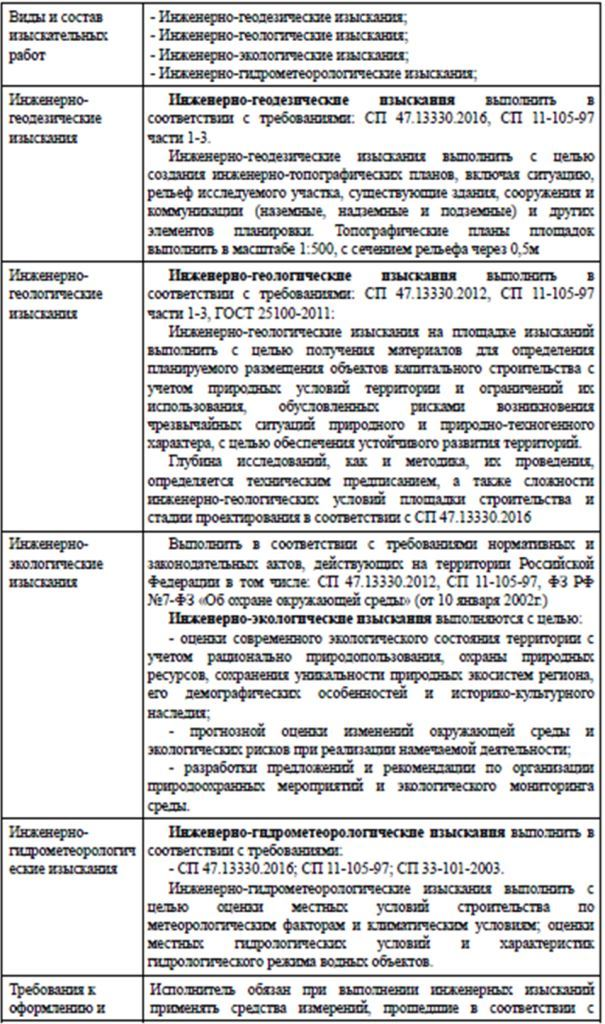 Виды и состав
изыскательных
работ
- Инженерно-геодезические изыскания;
- Инженерно-геологические изыскания;
- Инженерно-экологические изыскания;
- Инженерно-гидрометеорологические изыскания;
Инженерно-
геодезические
изыскания
Инженерно-геодезические изыскания выполнить в
соответствии с требованиями: СП 47.13330.2016, СП 11-105-97
части 1-3.
Инженерно-геодезические изыскания выполнить с целью
создания инженерно-топографических планов, включая ситуацию,
рельеф исследуемого участка, существующие здания, сооружения и
коммуникации (наземные, надземные и подземные) и других
элементов планировки. Топографические планы площадок
выполнить в масштабе 1:500, с сечением рельефа через 0,5м
Инженерно-
геологические
изыскания
Инженерно-геологические изыскания выполнить в
соответствии с требованиями: СП 47.13330.2012, СП 11-105-97
части 1-3, ГОСТ 25100-2011:
Инженерно-геологические изыскания на площадке изысканий
выполнить с целью получения материалов для определения
планируемого размещения объектов капитального строительства с
учетом природных условий территории и ограничений их
использования, обусловленных рисками возникновения
чрезвычайных ситуаций природного и природно-техногенного
характера, с целью обеспечения устойчивого развития территорий.
Глубина исследований, как и методика, их проведения,
определяется техническим предписанием, а также сложности
инженерно-геологических условий площадки строительства и
стадии проектирования в соответствии с СП 47.13330.2016
Инженерно-
экологические
изыскания
Выполнить в соответствии с требованиями нормативных и
законодательных актов, действующих на территории Российской
Федерации в том числе: СП 47.13330.2012, СП 11-105-97, ФЗ РФ
№7-ФЗ «Об охране окружающей среды» (от 10 января 2002г.)
Инженерно-экологические изыскания выполняются с целью:
- оценки современного экологического состояния территории с
учетом рационально природопользования, охраны природных
ресурсов, сохранения уникальности природных экосистем региона,
его демографических особенностей и историко-культурного
наследия;
- прогнозной оценки изменений окружающей среды и
экологических рисков при реализации намечаемой деятельности;
- разработки предложений и рекомендации по организации
природоохранных мероприятий и экологического мониторинга
среды.
Инженерно-
гидрометеорологич
еские изыскания
Инженерно-гидрометеорологические изыскания выполнить в
соответствии с требованиями:
- СП 47.13330.2016; СП 11-105-97; СП 33-101-2003.
Инженерно-гидрометеорологические изыскания выполнить с
целью оценки местных условий строительства по
метеорологическим факторам и климатическим условиям; оценки
местных гидрологических условий и характеристик
гидрологического режима водных объектов.
Требования к
оформлению и
Исполнитель обязан при выполнении инженерных изысканий
применять средства измерений, прошедшие в соответствии с